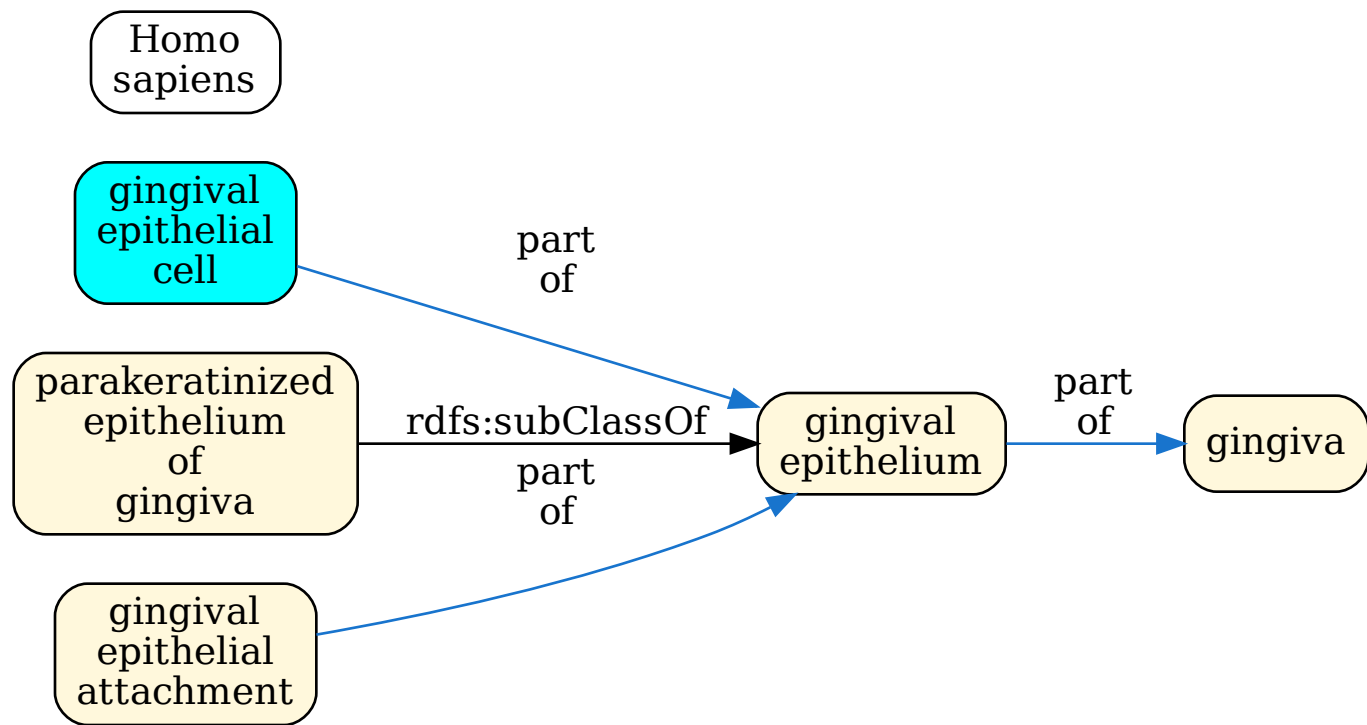 Homo
sapiens
gingival
epithelial
cell
part
of
parakeratinized
epithelium
of
gingiva
rdfs:subClassOf
part
of
gingival
epithelium
part
of
gingiva
gingival
epithelial
attachment